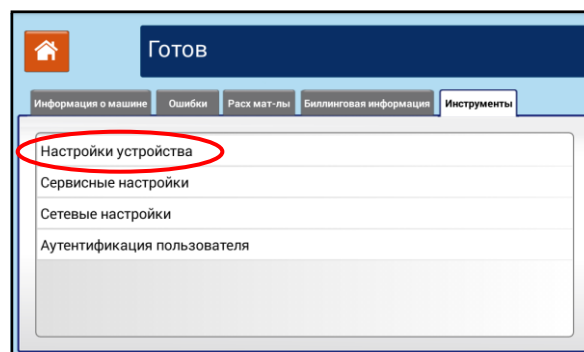 Готов
Информация о машине Ошибки Расх мат-лы Биллинговая информация Инструменты
Настройки устройства
Сервисные настройки
Сетевые настройки
Аутентификация пользователя